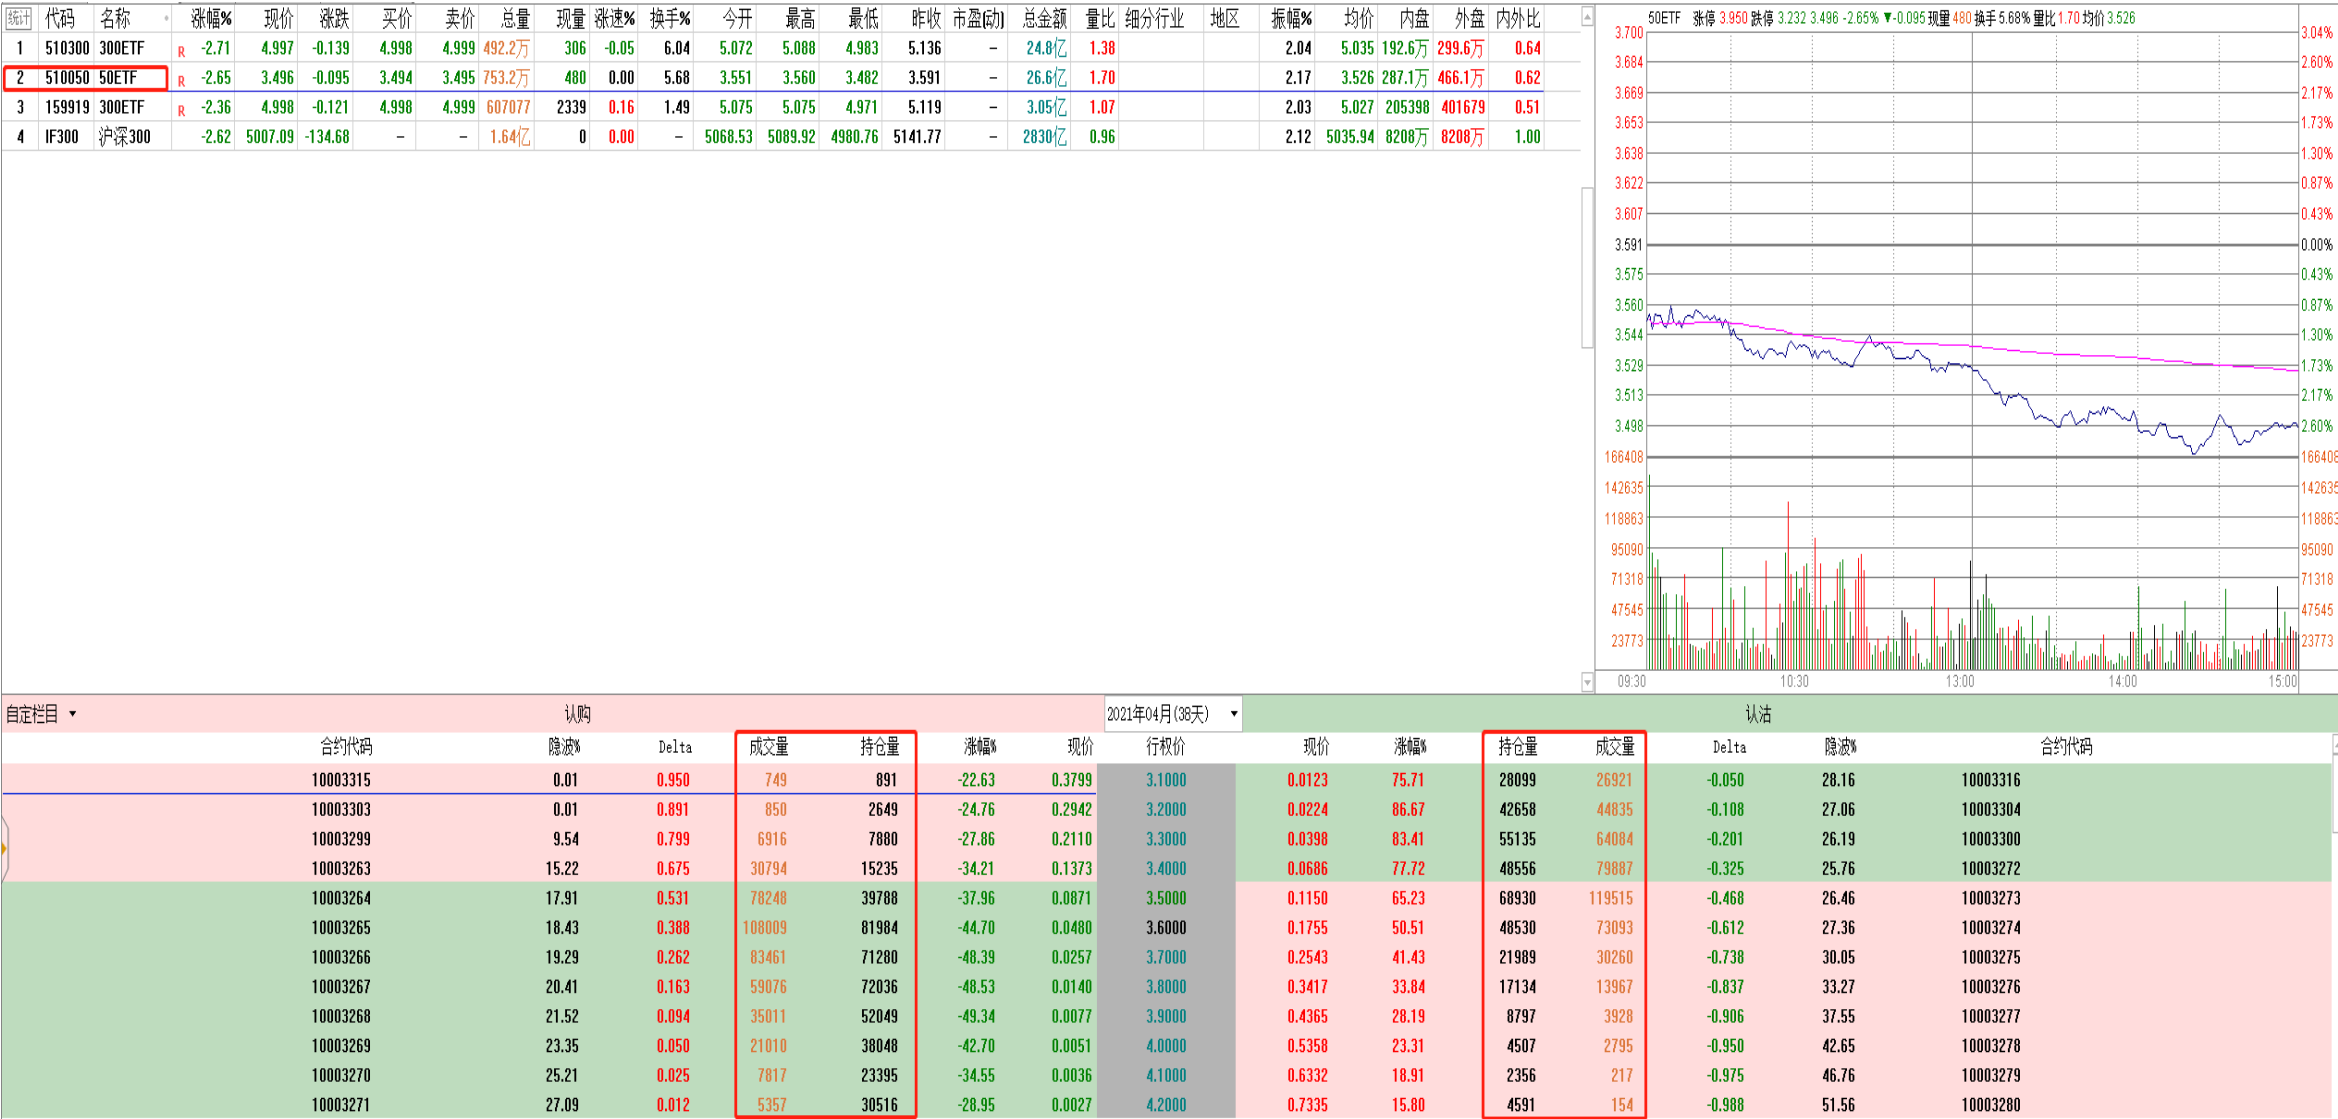 统计 代码 名称 涨幅% 现价 涨跌 买价 卖价 总量 现量 涨速% 换手% 今开 最高 最低 昨收 市盈(动) 总金额 量比 细分行业 地区 振幅% 均价 内盘 外盘 内外比
1 510300 300ETF R -2.71 4.997 -0.139 4.998 4.999 492.2万 306 -0.05 6.04 5.072 5.088 4.983 5.136 – 24.8亿 1.38 2.04 5.035 192.6万 299.6万 0.64
2 510050 50ETF R -2.65 3.496 -0.095 3.494 3.495 753.2万 480 0.00 5.68 3.551 3.560 3.482 3.591 – 26.6亿 1.70 2.17 3.526 287.1万 466.1万 0.62
3 159919 300ETF R -2.36 4.998 -0.121 4.998 4.999 607077 2339 0.16 1.49 5.075 5.075 4.971 5.119 – 3.05亿 1.07 2.03 5.027 205398 401679 0.51
4 IF300 沪深300 -2.62 5007.09 -134.68 – – 1.64亿 0 0.00 – 5068.53 5089.92 4980.76 5141.77 – 2830亿 0.96 2.12 5035.94 8208万 8208万 1.00
50ETF 涨停 3.950 跌停 3.232 3.496 -2.65% ▼-0.095 现量 480 换手 5.68% 量比 1.70 均价 3.526
3.700 3.04%
3.684 2.60%
3.669 2.17%
3.653 1.73%
3.638 1.30%
3.622 0.87%
3.607 0.43%
3.591 0.00%
3.575 0.43%
3.560 0.87%
3.544 1.30%
3.529 1.73%
3.513 2.17%
3.498 2.60%
166408 166408
142635 142635
118863 118863
95090 95090
71318 71318
47545 47545
23773 23773
09:30 10:30 13:00 14:00 15:00
自定栏目 ▼ 认购 2021年04月(38天) ▼ 认沽
合约代码 隐波% Delta 成交量 持仓量 涨幅% 现价 行权价 现价 涨幅% 持仓量 成交量 Delta 隐波% 合约代码
10003315 0.01 0.950 749 891 -22.63 0.3799 3.1000 0.0123 75.71 28099 26921 -0.050 28.16 10003316
10003303 0.01 0.891 850 2649 -24.76 0.2942 3.2000 0.0224 86.67 42658 44835 -0.108 27.06 10003304
10003299 9.54 0.799 6916 7880 -27.86 0.2110 3.3000 0.0398 83.41 55135 64084 -0.201 26.19 10003300
10003263 15.22 0.675 30794 15235 -34.21 0.1373 3.4000 0.0686 77.72 48556 79887 -0.325 25.76 10003272
10003264 17.91 0.531 78248 39788 -37.96 0.0871 3.5000 0.1150 65.23 68930 119515 -0.468 26.46 10003273
10003265 18.43 0.388 108009 81984 -44.70 0.0480 3.6000 0.1755 50.51 48530 73093 -0.612 27.36 10003274
10003266 19.29 0.262 83461 71280 -48.39 0.0257 3.7000 0.2543 41.43 21989 30260 -0.738 30.05 10003275
10003267 20.41 0.163 59076 72036 -48.53 0.0140 3.8000 0.3417 33.84 17134 13967 -0.837 33.27 10003276
10003268 21.52 0.094 35011 52049 -49.34 0.0077 3.9000 0.4365 28.19 8797 3928 -0.906 37.55 10003277
10003269 23.35 0.050 21010 38048 -42.70 0.0051 4.0000 0.5358 23.31 4507 2795 -0.950 42.65 10003278
10003270 25.21 0.025 7817 23395 -34.55 0.0036 4.1000 0.6332 18.91 2356 217 -0.975 46.76 10003279
10003271 27.09 0.012 5357 30516 -28.95 0.0027 4.2000 0.7335 15.80 4591 154 -0.988 51.56 10003280